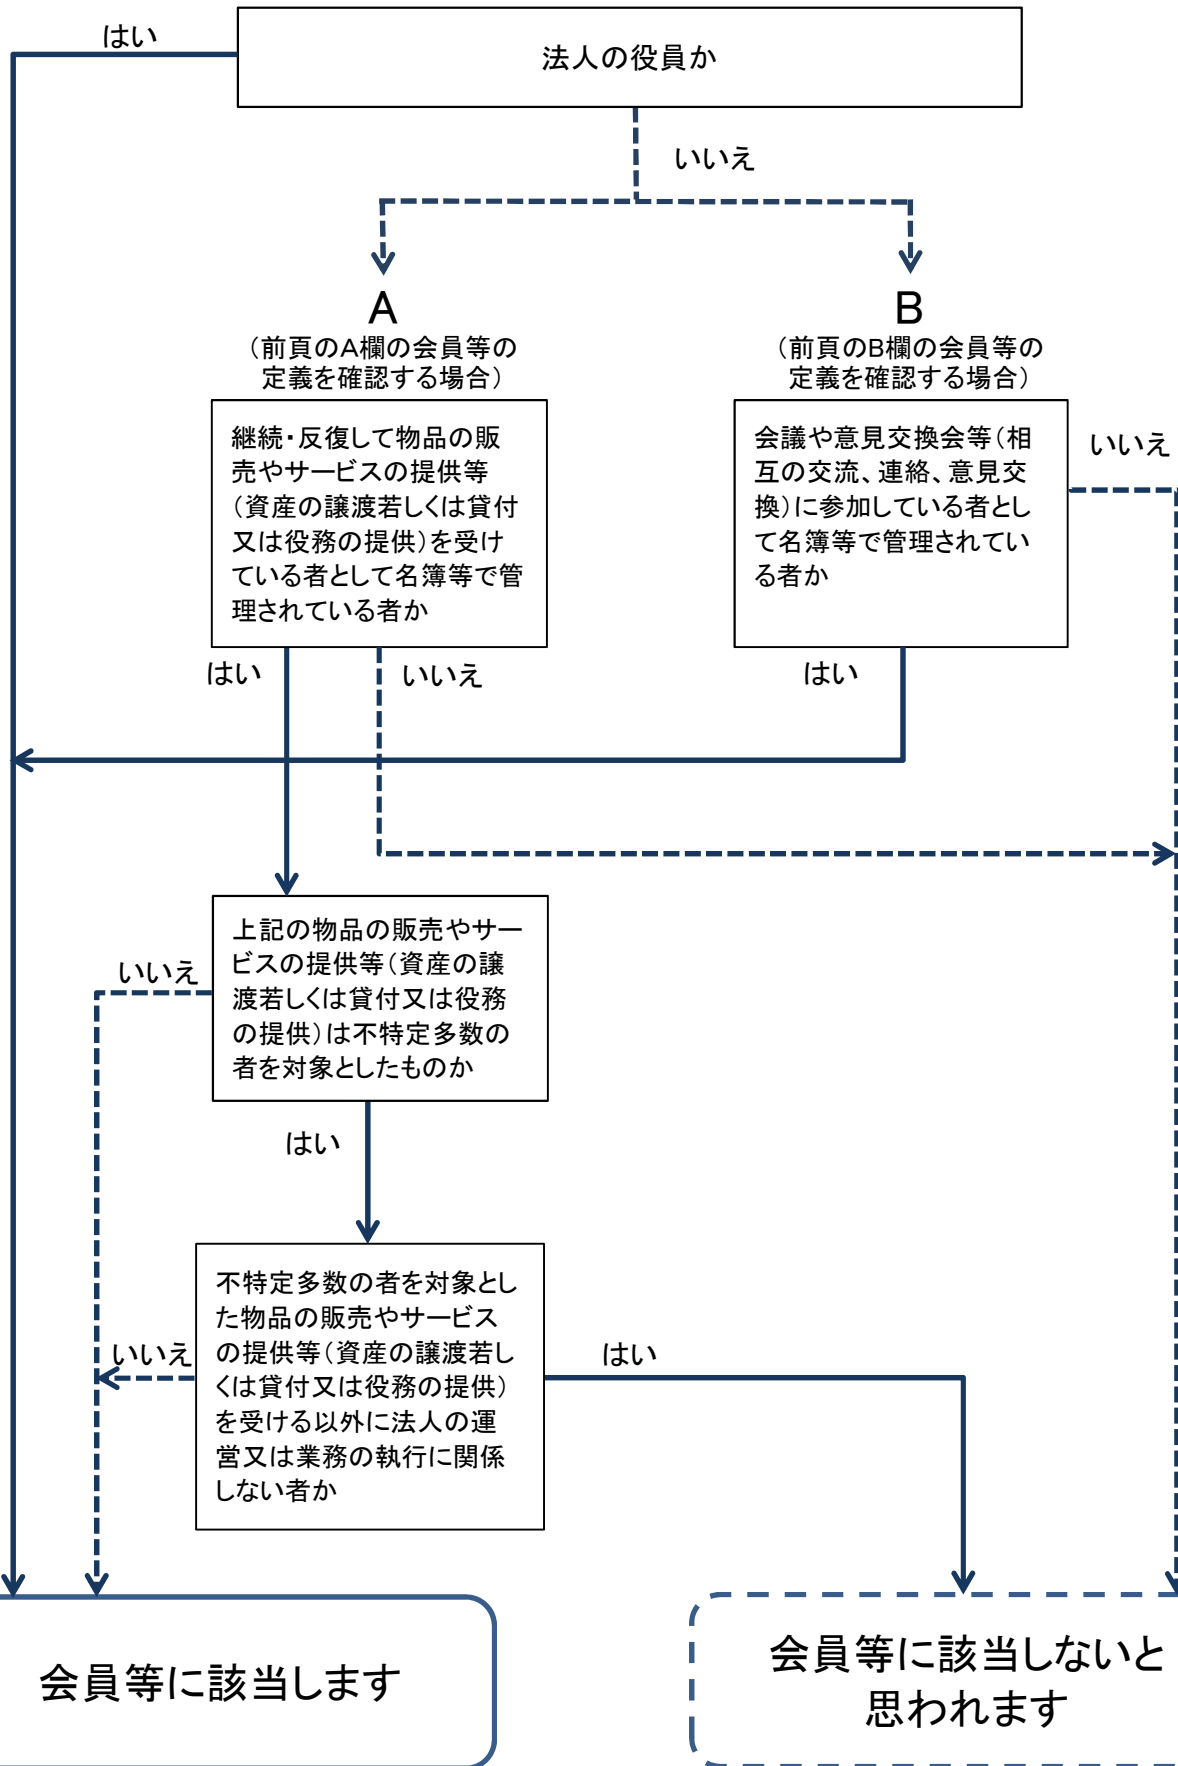 はい
法人の役員か
いいえ
A
（前頁のA欄の会員等の
定義を確認する場合）
B
（前頁のB欄の会員等の
定義を確認する場合）
継続・反復して物品の販
売やサービスの提供等
（資産の譲渡若しくは貸付
又は役務の提供）を受け
ている者として名簿等で管
理されている者か
会議や意見交換会等（相
互の交流、連絡、意見交
換）に参加している者とし
て名簿等で管理されてい
る者か
いいえ
はい
いいえ
はい
上記の物品の販売やサー
ビスの提供等（資産の譲
渡若しくは貸付又は役務
の提供）は不特定多数の
者を対象としたものか
いいえ
はい
不特定多数の者を対象とし
た物品の販売やサービス
の提供等（資産の譲渡若し
くは貸付又は役務の提供）
を受ける以外に法人の運
営又は業務の執行に関係
しない者か
いいえ
はい
会員等に該当します
会員等に該当しないと
思われます